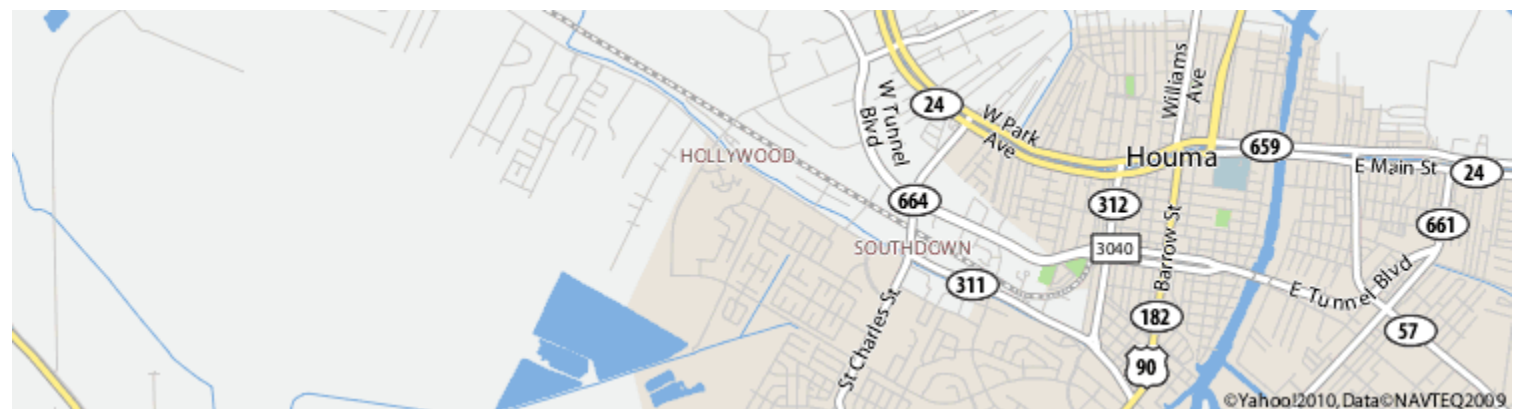 Williams
Ave
24
W Park
Ave
W Tunnel
Blvd
HOLLYWOOD
Houma
659
E Main St
24
664
312
661
SOUTHDOWN
3040
Barrow St
311
E Tunnel Blvd
St Charles St
182
57
90
©Yahoo!2010,Data©NAVTEQ2009